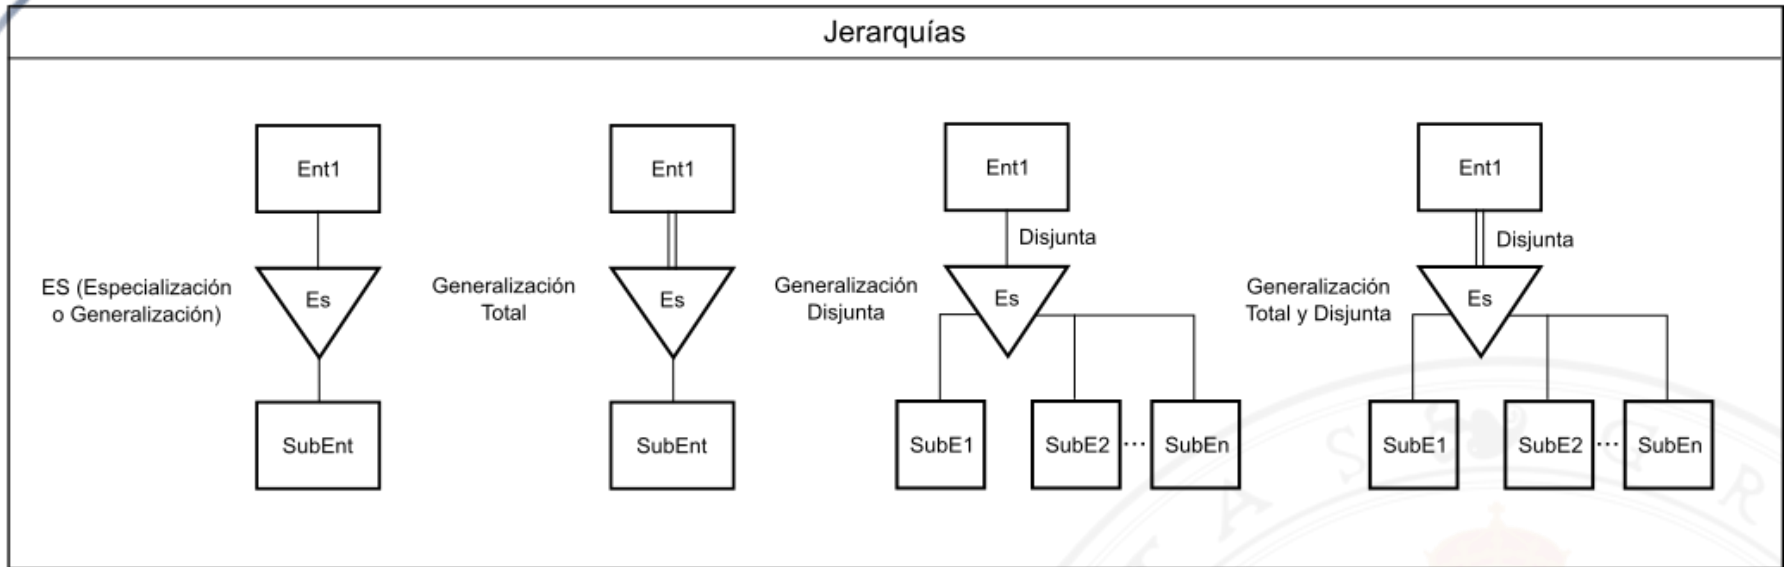 Jerarquías
Ent1
Es
ES (Especialización
o Generalización)
SubEnt
Ent1
Es
Generalización
Total
SubEnt
Ent1
Disjunta
Es
Generalización
Disjunta
SubE1
SubE2
...
SubEn
Ent1
Disjunta
Es
Generalización
Total y Disjunta
SubE1
SubE2
...
SubEn